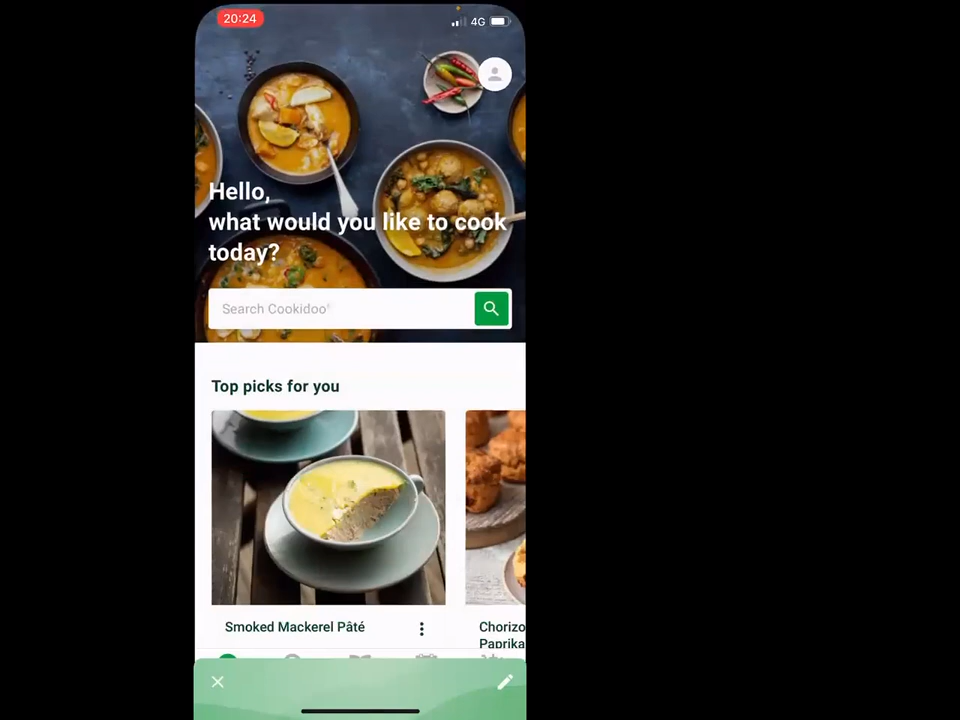 20:24
4G
Hello,
what would you like to cook
today?
Search Cookidoo®
Top picks for you
Smoked Mackerel Pâté
Chorizo
Paprika